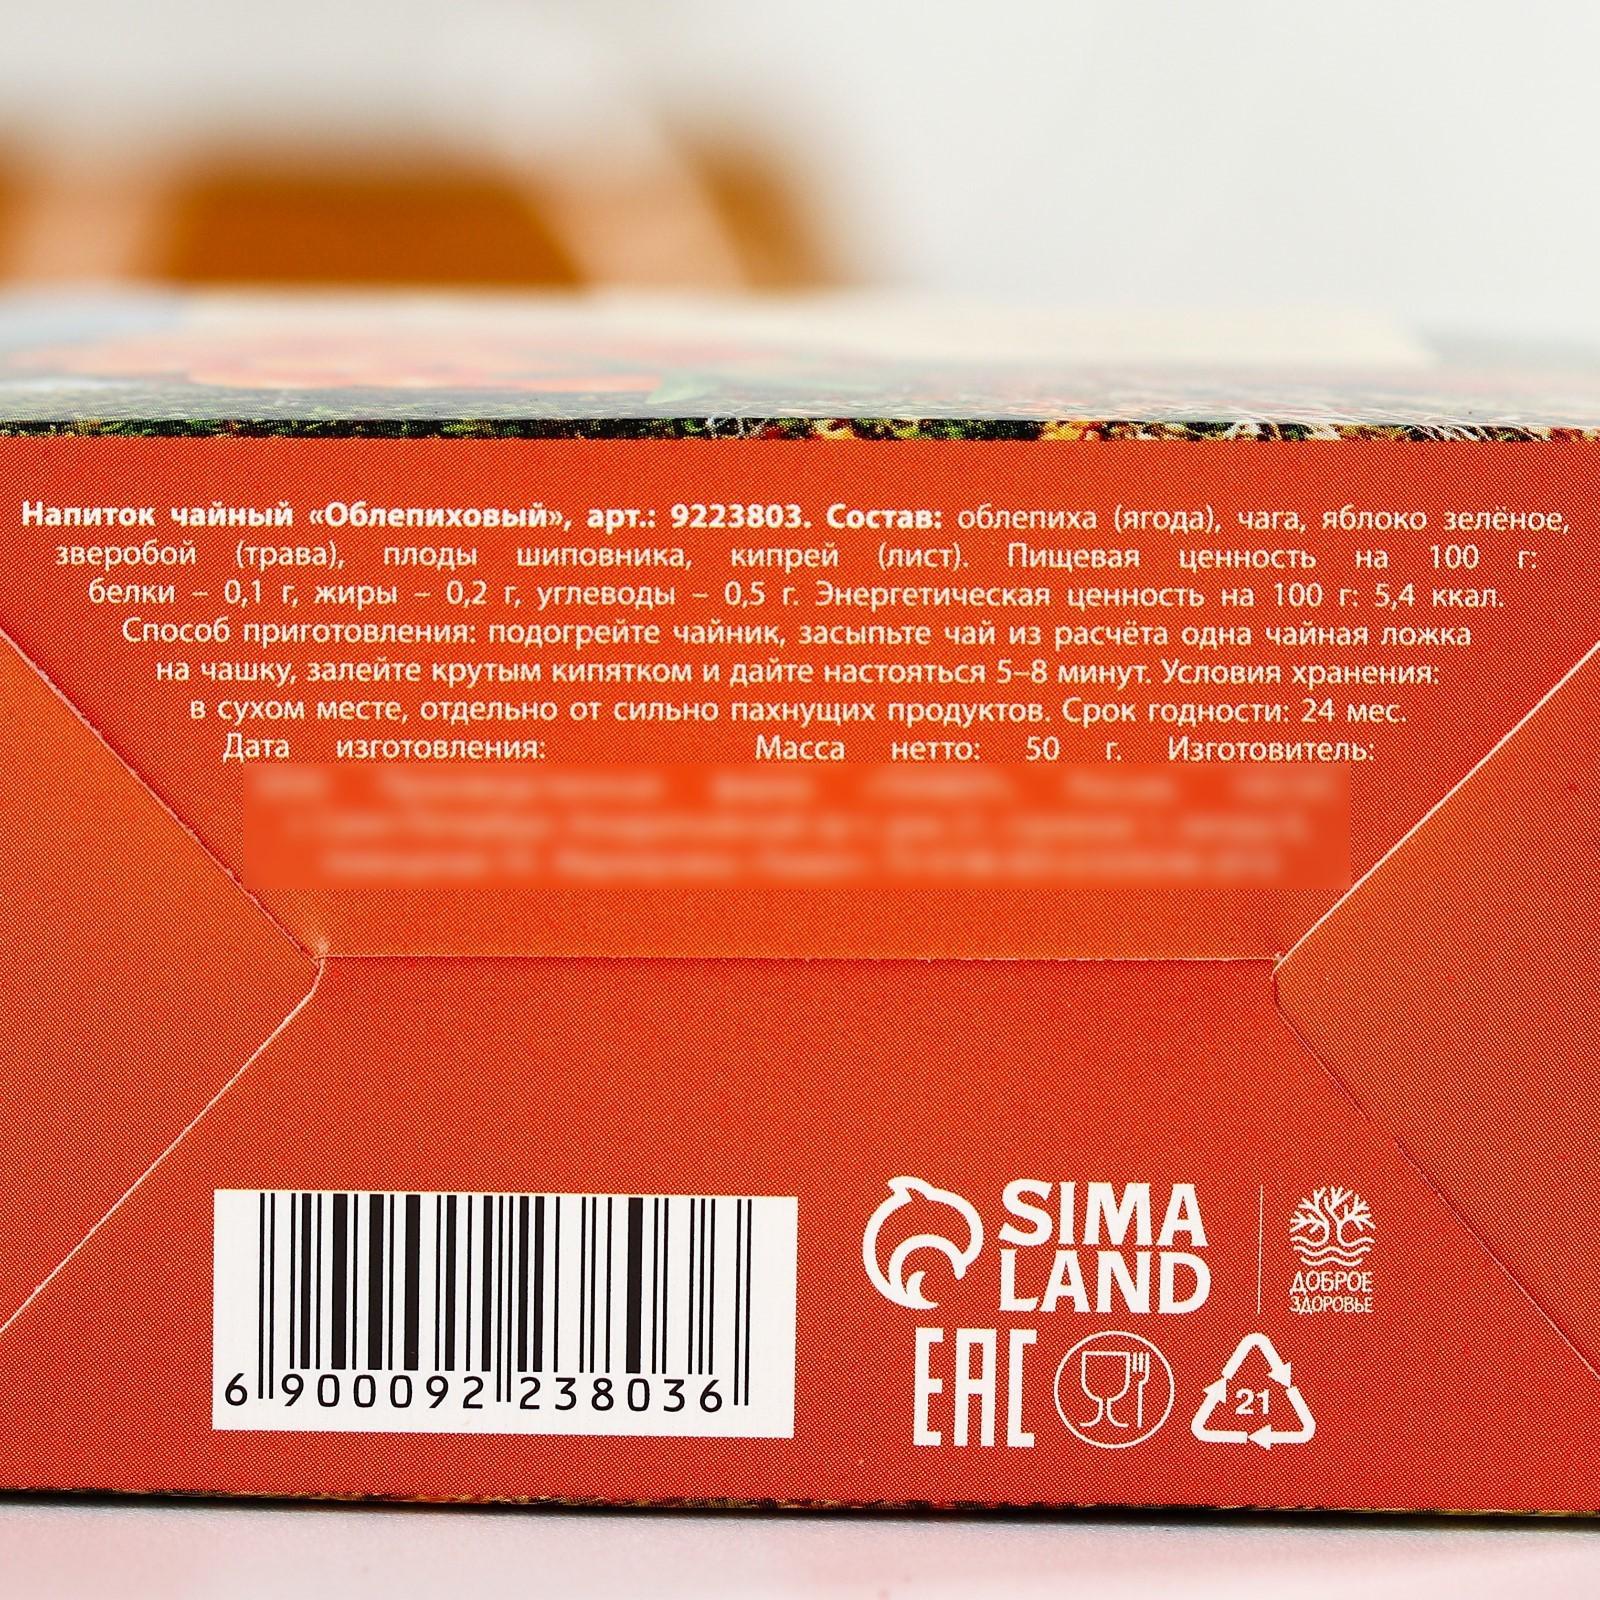 Напиток чайный «Облепиховый», арт.: 9223803. Состав: облепиха (ягода), чага, яблоко зелёное,
зверобой (трава), плоды шиповника, кипрей (лист). Пищевая ценность на 100 г:
белки – 0,1 г, жиры – 0,2 г, углеводы – 0,5 г. Энергетическая ценность на 100 г: 5,4 ккал.
Способ приготовления: подогрейте чайник, засыпьте чай из расчёта одна чайная ложка
на чашку, залейте крутым кипятком и дайте настояться 5–8 минут. Условия хранения:
в сухом месте, отдельно от сильно пахнущих продуктов. Срок годности: 24 мес.
Дата изготовления: Масса нетто: 50 г. Изготовитель:
SIMA
LAND
ДОБРОЕ
ЗДОРОВЬЕ
EAC
21
6 900092 238036